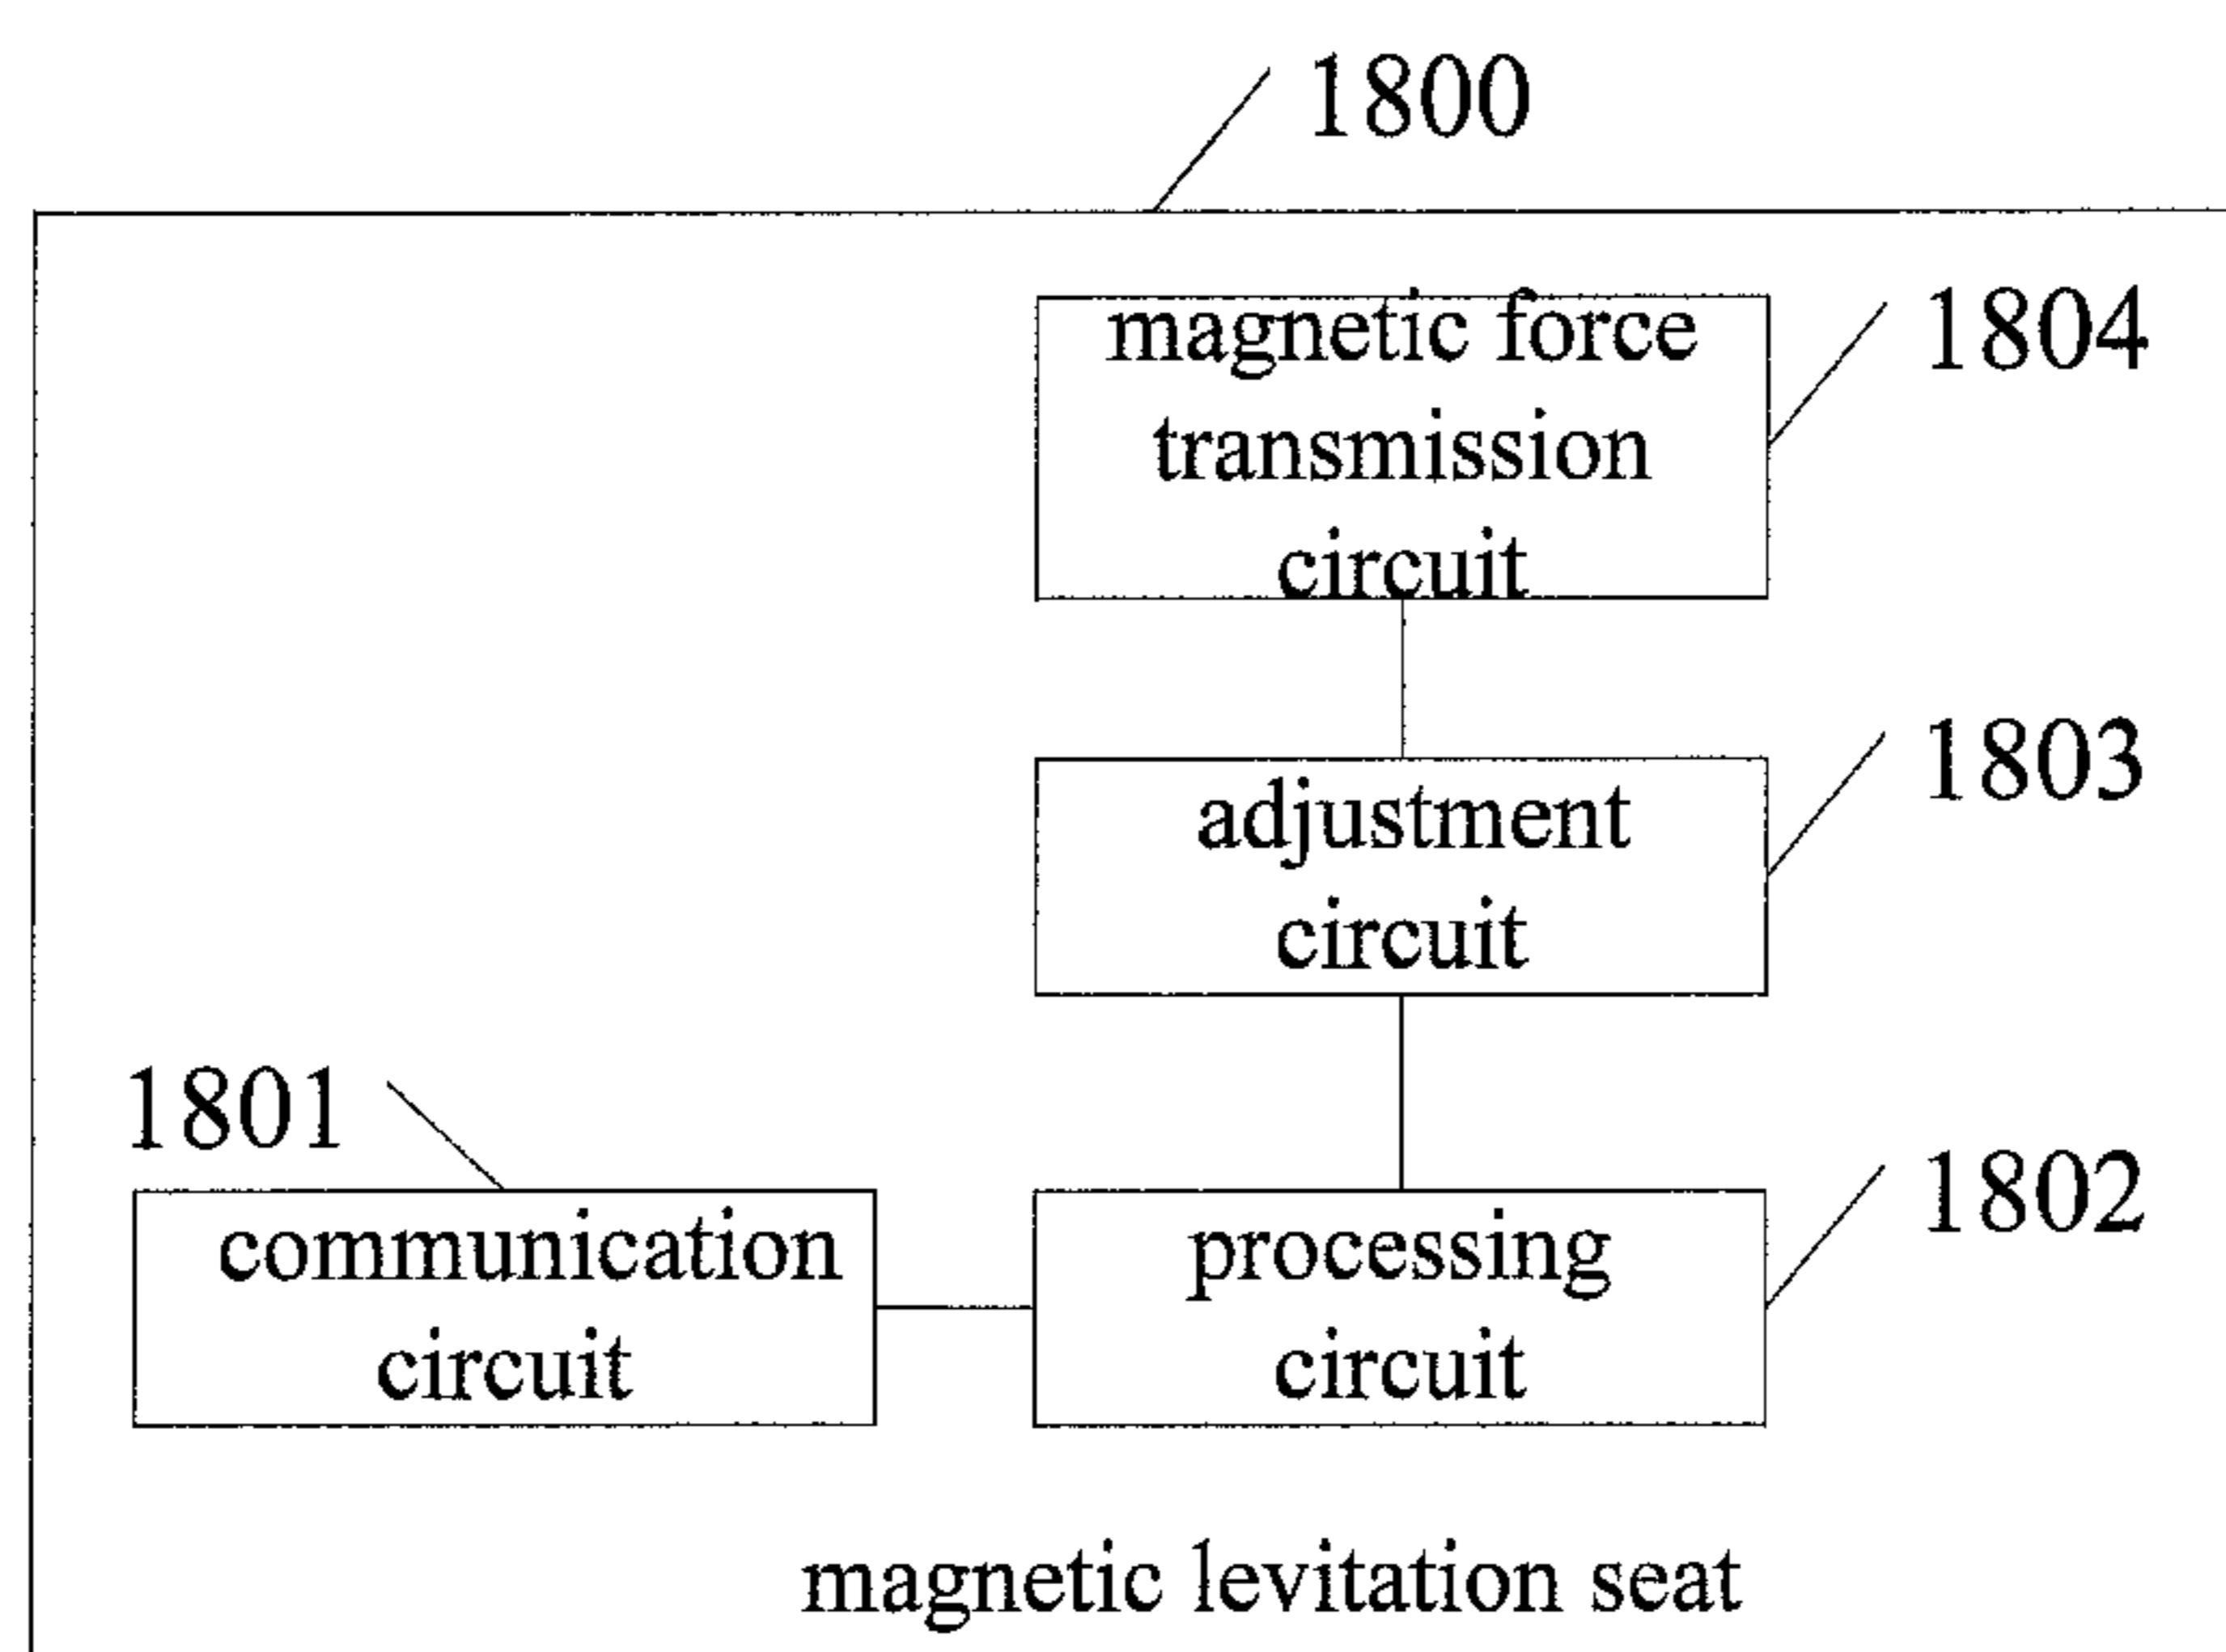 1800
magnetic force
transmission
circuit
1804
adjustment
circuit
1803
1801
communication
circuit
processing
circuit
1802
magnetic levitation seat